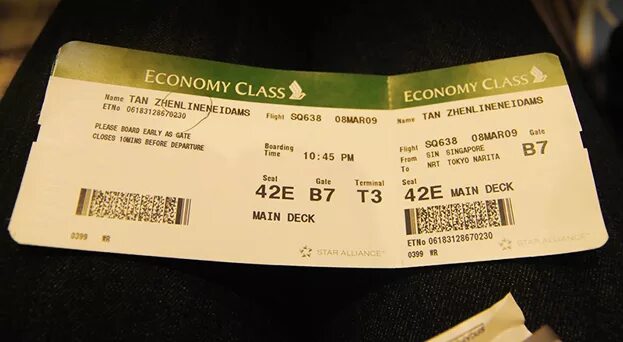 ECONOMY CLASS
Name TAN ZHENLINENEIDAMS
ETNo 06183128670230
Flight SQ638 08MAR09
PLEASE BOARD EARLY AS GATE
CLOSES 10MINS BEFORE DEPARTURE
Boarding Time 10:45 PM
Seat Gate Terminal
42E B7 T3
MAIN DECK
0399 WR
STAR ALLIANCE
ECONOMY CLASS
Name TAN ZHENLINENEIDAMS
Flight SQ638 08MAR09 Gate
From SIN SINGAPORE B7
To NRT TOKYO NARITA
Seat
42E MAIN DECK
ETNo 06183128670230
0399 WR
STAR ALLIANCE